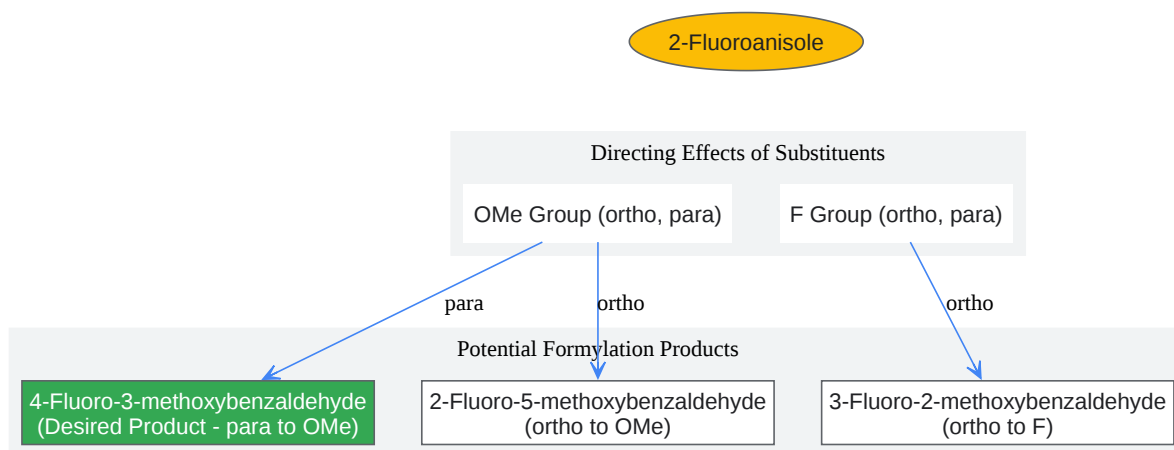 2-Fluoroanisole
Directing Effects of Substituents
OMe Group (ortho, para)
F Group (ortho, para)
para
ortho
ortho
Potential Formylation Products
4-Fluoro-3-methoxybenzaldehyde
(Desired Product - para to OMe)
2-Fluoro-5-methoxybenzaldehyde
(ortho to OMe)
3-Fluoro-2-methoxybenzaldehyde
(ortho to F)